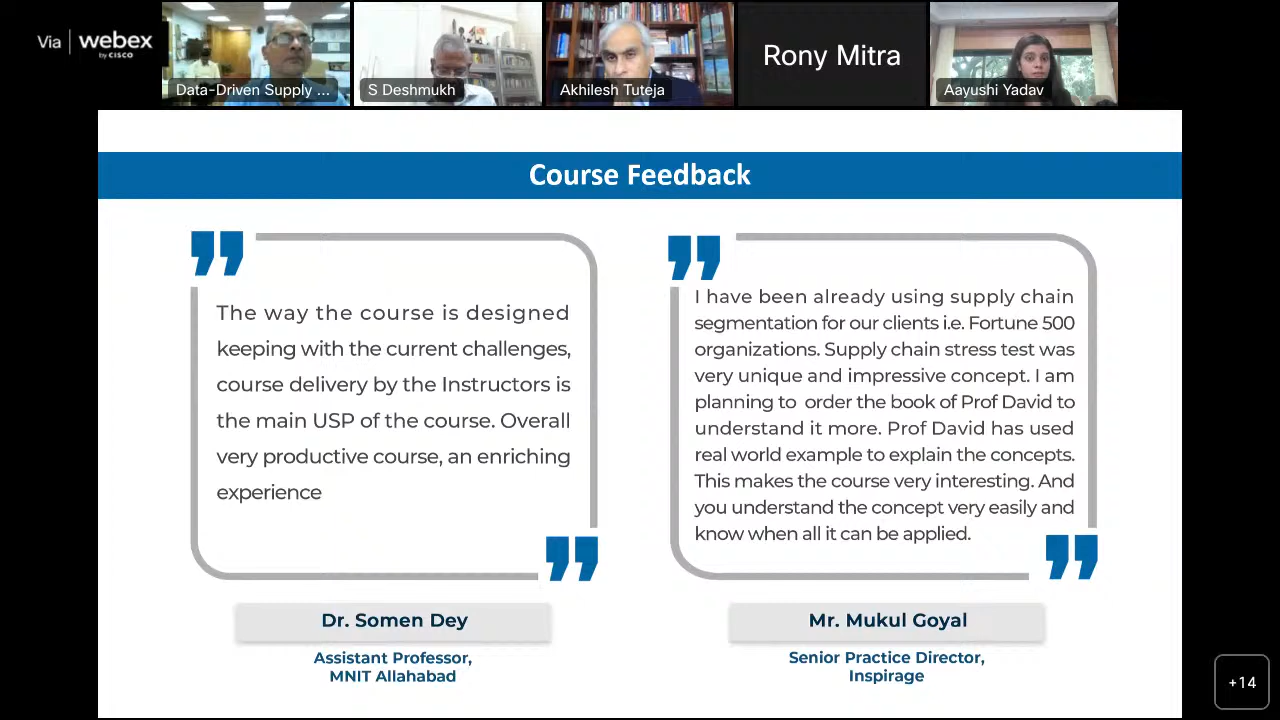 Via | webex
by CISCO
Data-Driven Supply ...
S Deshmukh
Akhilesh Tuteja
Rony Mitra
Aayushi Yadav
Course Feedback
The way the course is designed
keeping with the current challenges,
course delivery by the Instructors is
the main USP of the course. Overall
very productive course, an enriching
experience
Dr. Somen Dey
Assistant Professor,
MNIT Allahabad
I have been already using supply chain
segmentation for our clients i.e. Fortune 500
organizations. Supply chain stress test was
very unique and impressive concept. I am
planning to order the book of Prof David to
understand it more. Prof David has used
real world example to explain the concepts.
This makes the course very interesting. And
you understand the concept very easily and
know when all it can be applied.
Mr. Mukul Goyal
Senior Practice Director,
Inspirage
+14